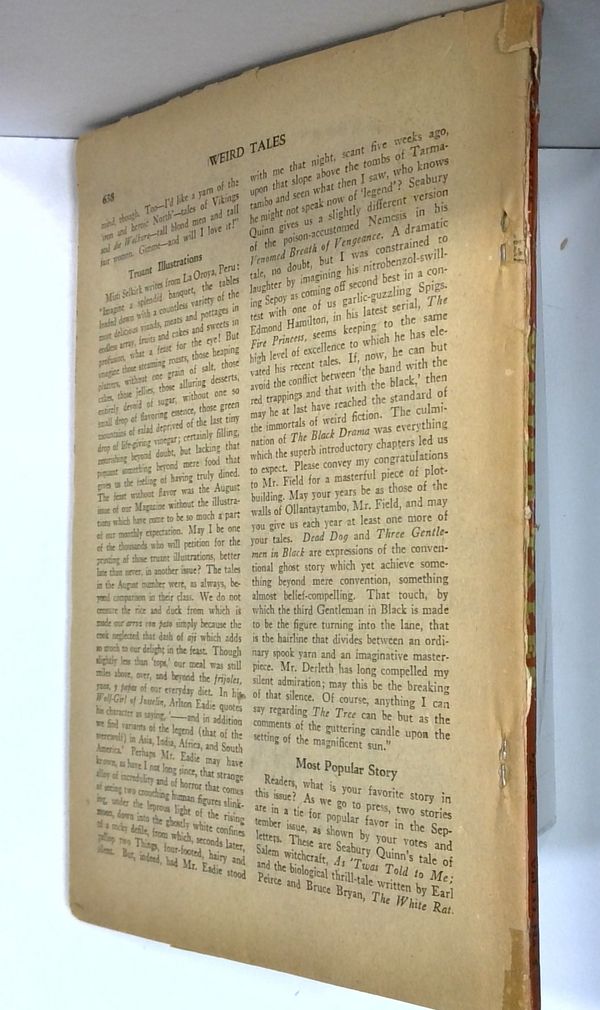 638
WEIRD TALES
mind, though. Too—I'd like a yarn of the
'iron and heroic North'—tales of Vikings
and die Walkure—tall blond men and tall
fair women. Gimme—and will I love it!"
Truant Illustrations
Miss Selkirk writes from La Oroya, Peru:
"Imagine a splendid banquet, the tables
loaded down with a countless variety of the
most delicious viands, meats and pottages in
endless array, fruits and cakes and sweets in
profusion, what a feast for the eye! But
imagine those steaming roasts, those heaping
platters, without one grain of salt, those
cakes, those jellies, those alluring desserts,
entirely devoid of sugar, without one so
small drop of flavoring essence, those green
mountains of salad deprived of the last tiny
drop of life-giving vinegar; certainly filling,
nourishing beyond doubt, but lacking that
piquant something beyond mere food that
gives us the feeling of having truly dined.
The feast without flavor was the August
issue of our Magazine without the illustra-
tions which have come to be so much a part
of our monthly expectation. May I be one
of the thousands who will petition for the
printing of those truant illustrations, better
late than never, in another issue? The tales
in the August number were, as always, be-
yond comparison in their class. We do not
censure the rice and duck from which is
made our arroz con pato simply because the
cook neglected that dash of aji which adds
so much to our delight in the feast. Though
slightly less than 'tops,' our meal was still
miles above, over, and beyond the frijoles,
yuca, y papas of our everyday diet. In his
Wolf-Girl of Josselin, Arlton Eadie quotes
his character as saying, '——and in addition
we find variants of the legend (that of the
werewolf) in Asia, India, Africa, and South
America.' Perhaps Mr. Eadie may have
known, as have I not long since, that strange
alloy of incredulity and of horror that comes
of seeing two crouching human figures slink-
ing, under the leprous light of the rising
moon, down into the ghostly white confines
of a rocky defile, from which, seconds later,
gallop two Things, four-footed, hairy and
silent. But, indeed, had Mr. Eadie stood
with me that night, scant five weeks ago,
upon that slope above the tombs of Tarma-
tambo and seen what then I saw, who knows
he might not speak now of 'legend'? Seabury
Quinn gives us a slightly different version
of the poison-accustomed Nemesis in his
Venomed Breath of Vengeance. A dramatic
tale, no doubt, but I was constrained to
laughter by imagining his nitrobenzol-swill-
ing Sepoy as coming off second best in a con-
test with one of us garlic-guzzling Spigs.
Edmond Hamilton, in his latest serial, The
Fire Princess, seems keeping to the same
high level of excellence to which he has ele-
vated his recent tales. If, now, he can but
avoid the conflict between 'the band with the
red trappings and that with the black,' then
may he at last have reached the standard of
the immortals of weird fiction. The culmi-
nation of The Black Drama was everything
which the superb introductory chapters led us
to expect. Please convey my congratulations
to Mr. Field for a masterful piece of plot-
building. May your years be as those of the
walls of Ollantaytambo, Mr. Field, and may
you give us each year at least one more of
your tales. Dead Dog and Three Gentle-
men in Black are expressions of the conven-
tional ghost story which yet achieve some-
thing beyond mere convention, something
almost belief-compelling. That touch, by
which the third Gentleman in Black is made
to be the figure turning into the lane, that
is the hairline that divides between an ordi-
nary spook yarn and an imaginative master-
piece. Mr. Derleth has long compelled my
silent admiration; may this be the breaking
of that silence. Of course, anything I can
say regarding The Tree can be but as the
comments of the guttering candle upon the
setting of the magnificent sun."
Most Popular Story
Readers, what is your favorite story in
this issue? As we go to press, two stories
are in a tie for popular favor in the Sep-
tember issue, as shown by your votes and
letters. These are Seabury Quinn's tale of
Salem witchcraft, As 'Twas Told to Me;
and the biological thrill-tale written by Earl
Peirce and Bruce Bryan, The White Rat.